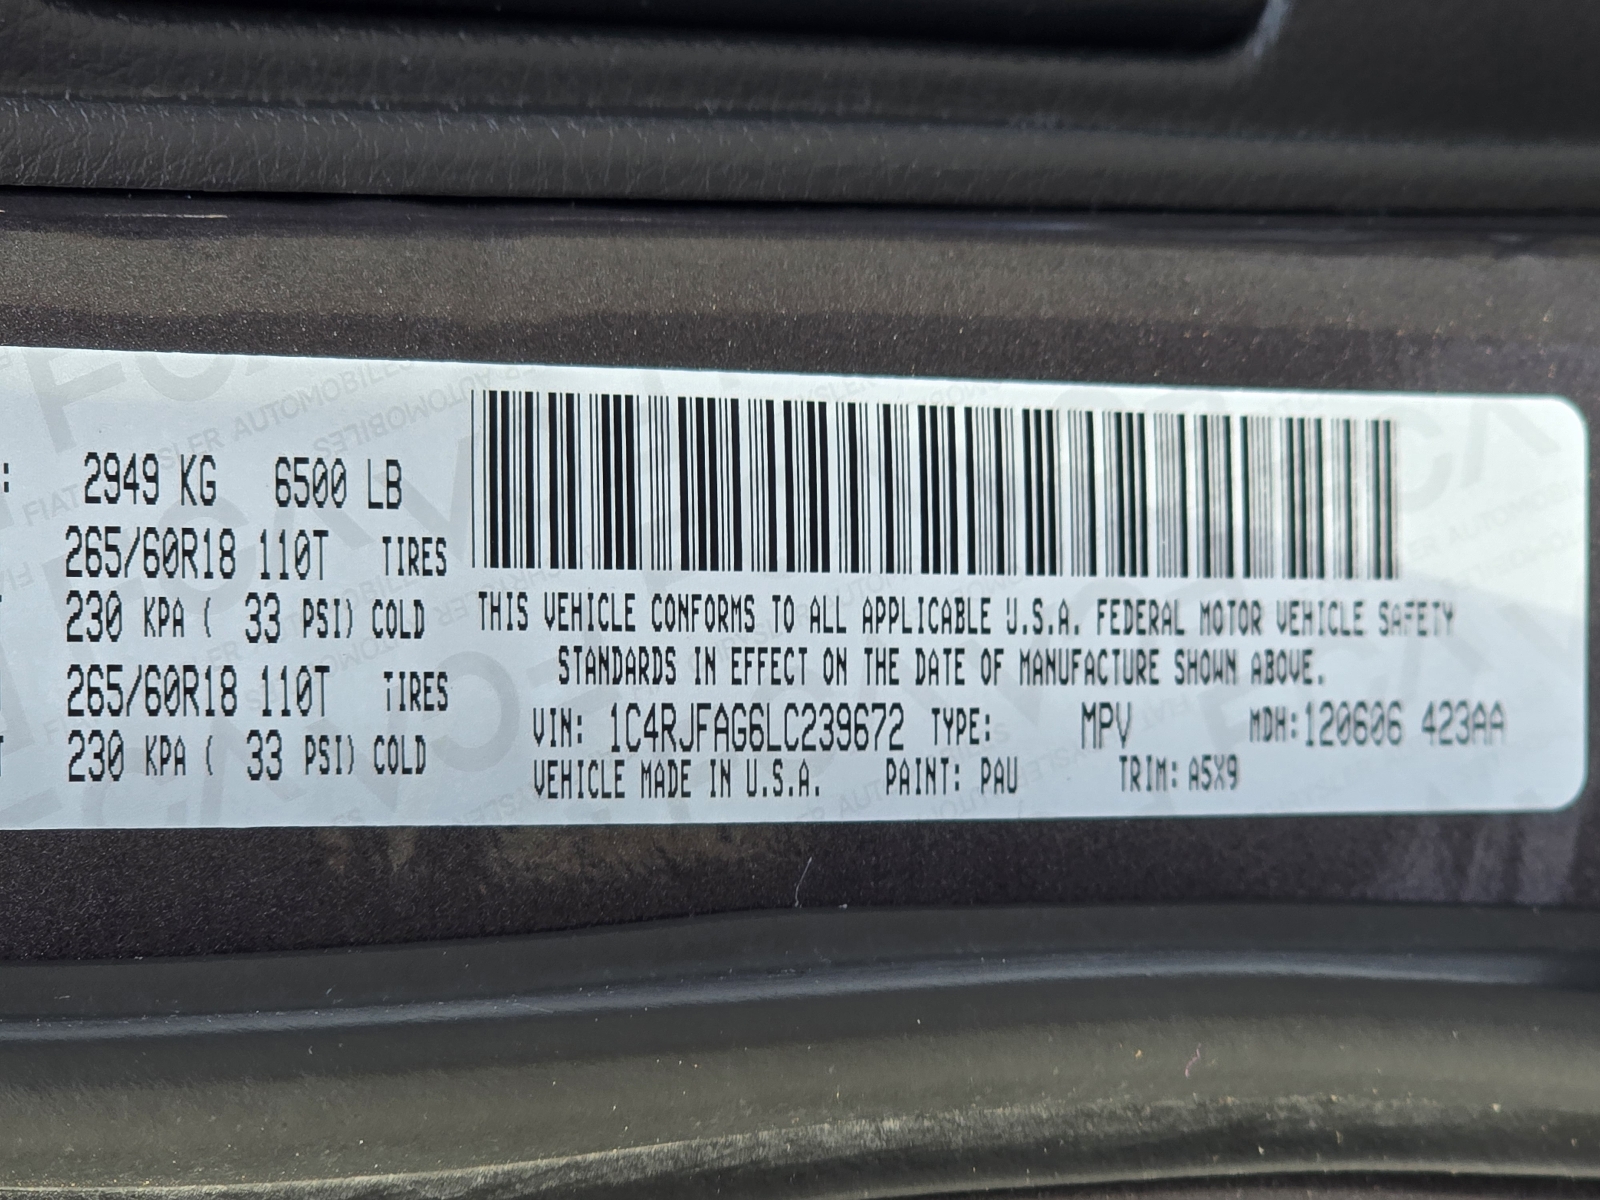 : 2949 KG 6500 LB
265/60R18 110T TIRES
230 KPA ( 33 PSI) COLD
265/60R18 110T TIRES
230 KPA ( 33 PSI) COLD
THIS VEHICLE CONFORMS TO ALL APPLICABLE U.S.A. FEDERAL MOTOR VEHICLE SAFETY
STANDARDS IN EFFECT ON THE DATE OF MANUFACTURE SHOWN ABOVE.
VIN: 1C4RJFAG6LC239672 TYPE: MPV MDH:120606 423AA
VEHICLE MADE IN U.S.A. PAINT: PAU TRIM: A5X9